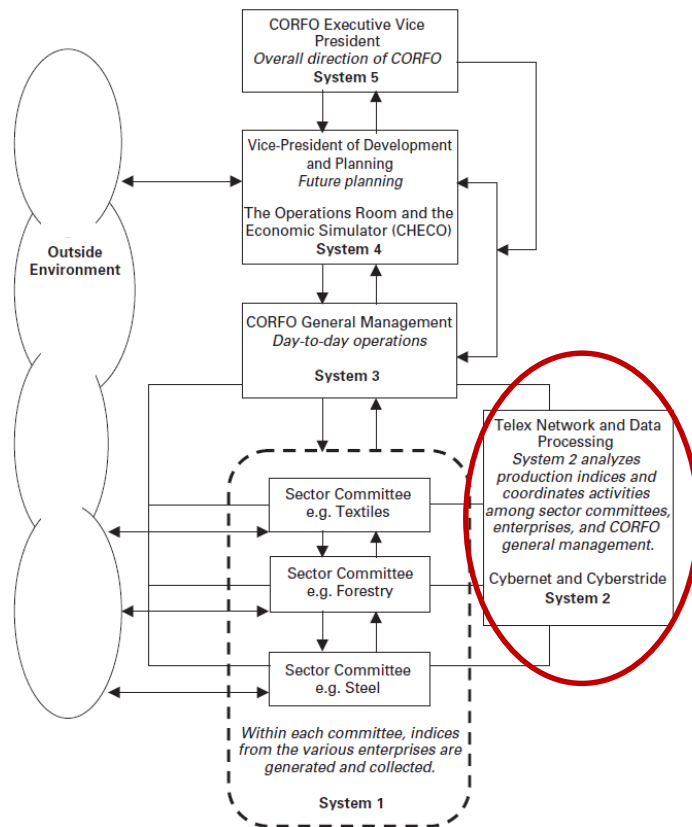 CORFO Executive Vice
President
Overall direction of CORFO
System 5
Vice-President of Development
and Planning
Future planning
The Operations Room and the
Economic Simulator (CHECO)
System 4
Outside
Environment
CORFO General Management
Day-to-day operations
System 3
Telex Network and Data
Processing
System 2 analyzes
production indices and
coordinates activities
among sector committees,
enterprises, and CORFO
general management.
Cybernet and Cyberstride
System 2
Sector Committee
e.g. Textiles
Sector Committee
e.g. Forestry
Sector Committee
e.g. Steel
Within each committee, indices
from the various enterprises are
generated and collected.
System 1